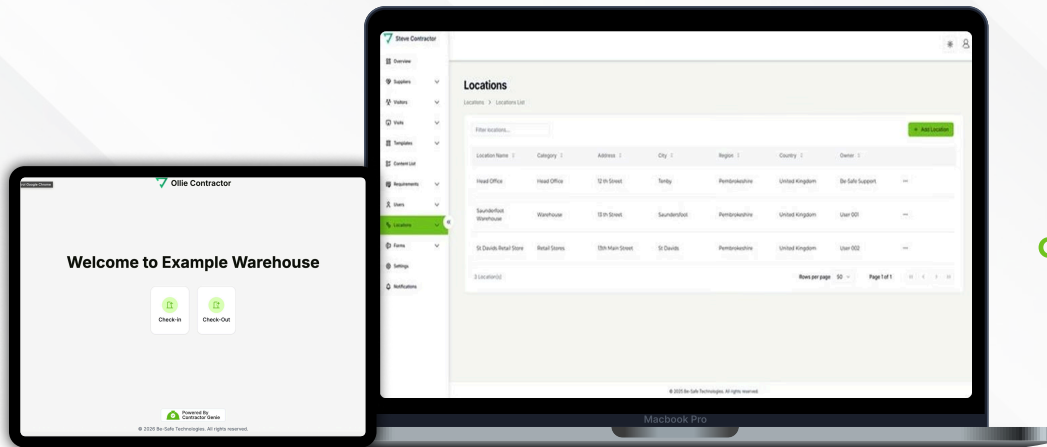 Steve Contractor
Overview
Suppliers
Visitors
Visits
Templates
Content List
Requirements
Users
Locations
Forms
Settings
Notifications
Locations
Locations > Locations List
Filter locations...
+ Add Location
Location Name Category Address City Region Country Owner
Head Office Head Office 12 th Street Tenby Pembrokeshire United Kingdom Be-Safe Support
Saundersfoot Warehouse Warehouse 13 th Street Saundersfoot Pembrokeshire United Kingdom User 001
St Davids Retail Store Retail Stores 13th Main Street St Davids Pembrokeshire United Kingdom User 002
3 Location(s) Rows per page 50 Page 1 of 1
© 2025 Be-Safe Technologies. All rights reserved.
Macbook Pro
Ollie Contractor
Welcome to Example Warehouse
Check-in Check-Out
Powered By
Contractor Genie
© 2026 Be-Safe Technologies. All rights reserved.